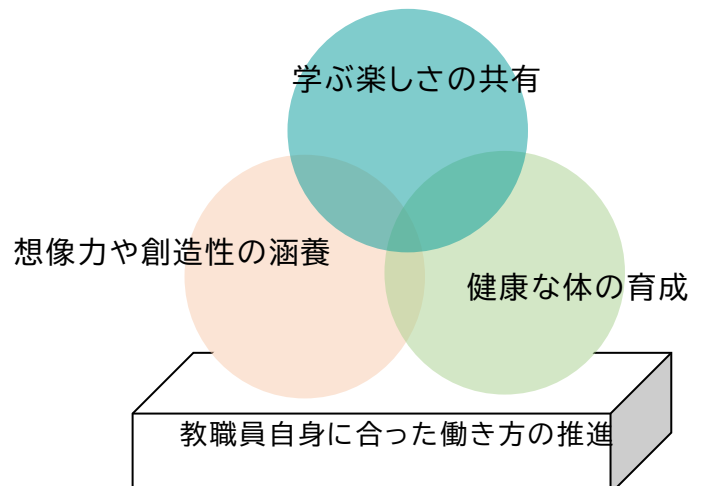 学ぶ楽しさの共有
想像力や創造性の涵養
健康な体の育成
教職員自身に合った働き方の推進